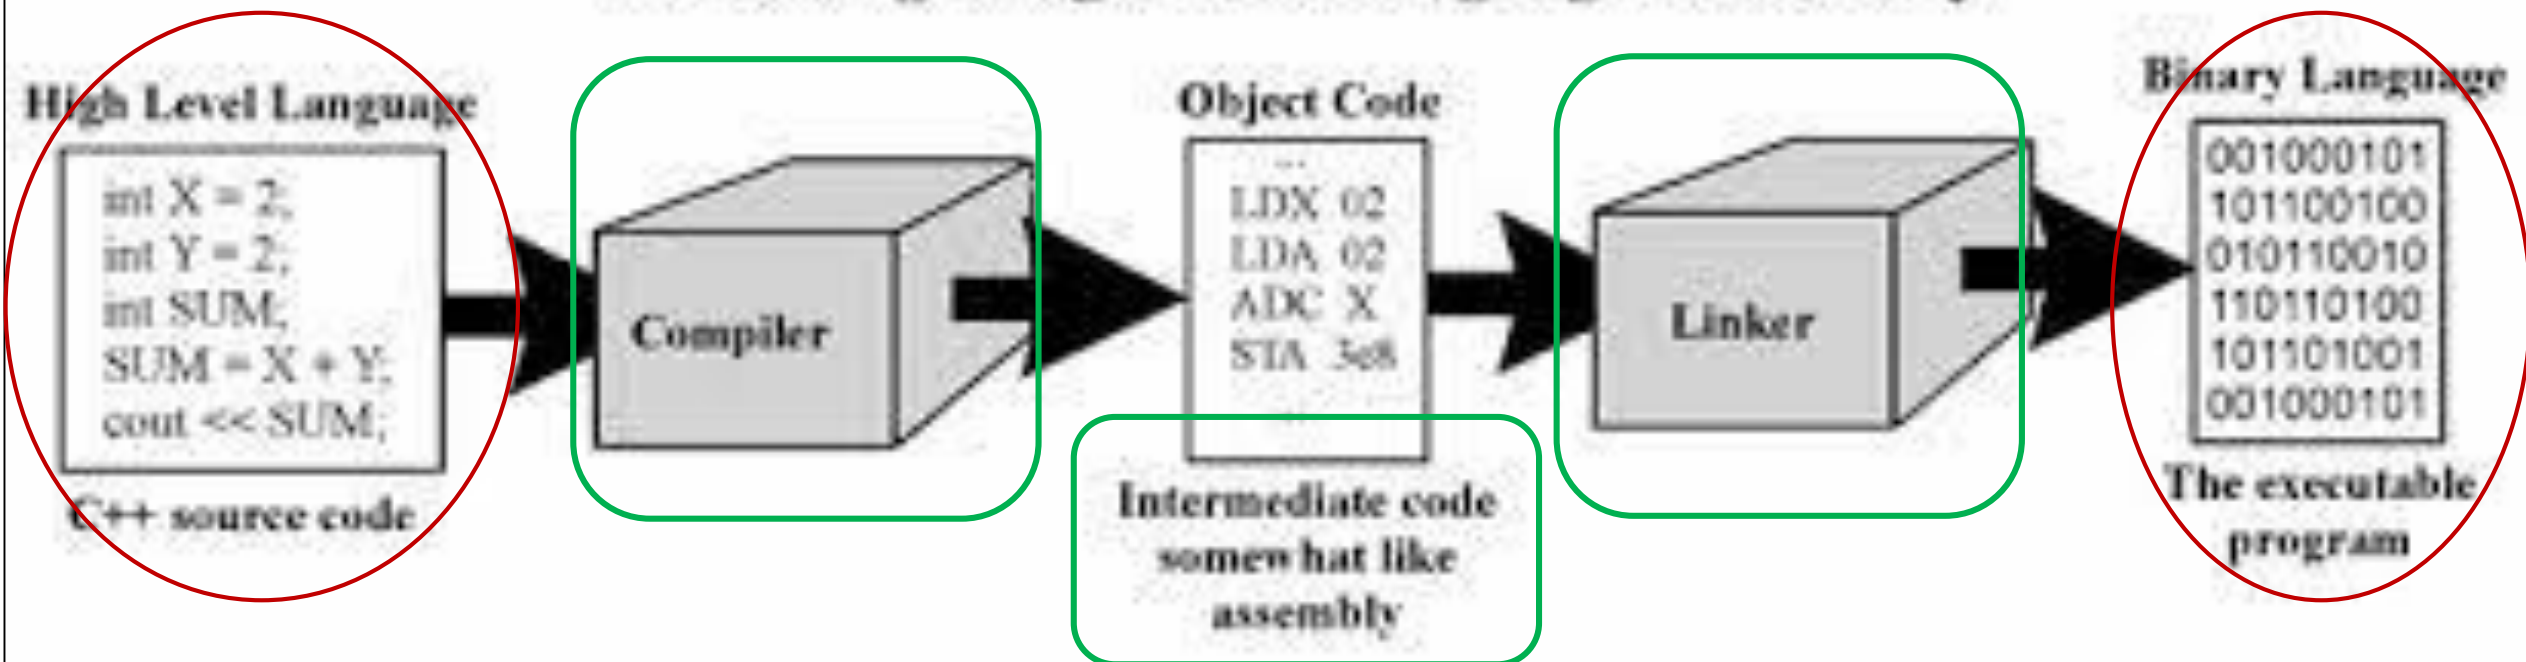 High Level Language
int X = 2;
int Y = 2;
int SUM;
SUM = X + Y;
cout << SUM;
C++ source code
Compiler
Object Code
...
LDX 02
LDA 02
ADC X
STA 3e8
...
Intermediate code
somewhat like
assembly
Linker
Binary Language
001000101
101100100
010110010
110110100
101101001
001000101
The executable
program